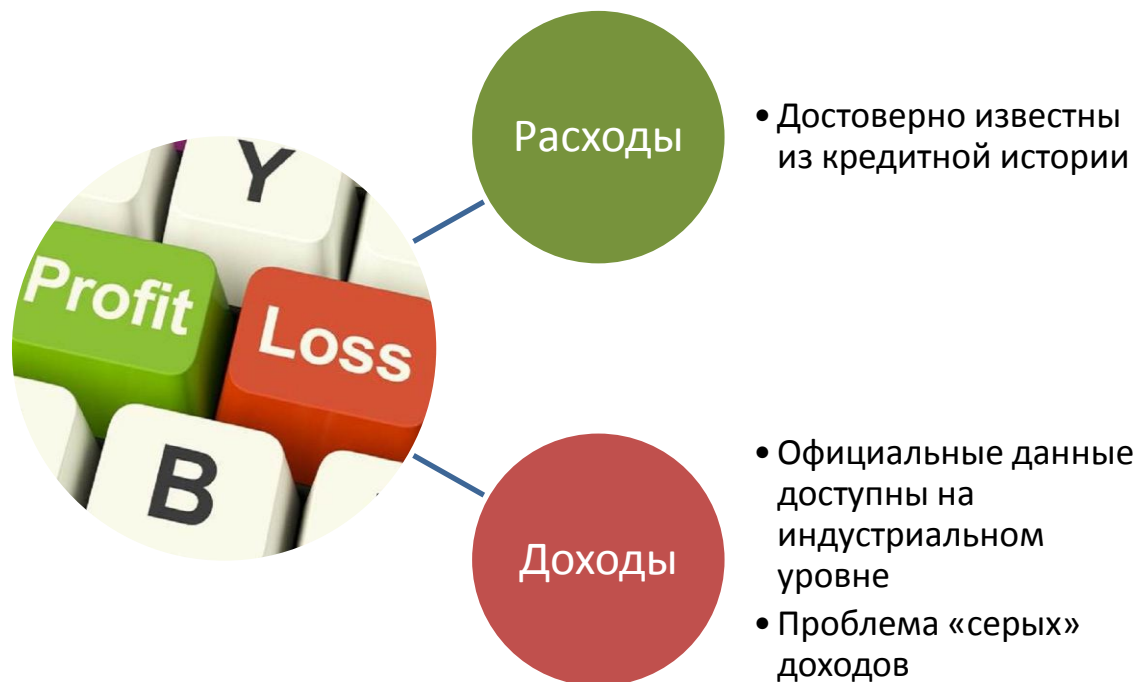 Y
Profit
Loss
B
Расходы
• Достоверно известны
из кредитной истории
Доходы
• Официальные данные
доступны на
индустриальном
уровне
• Проблема «серых»
доходов